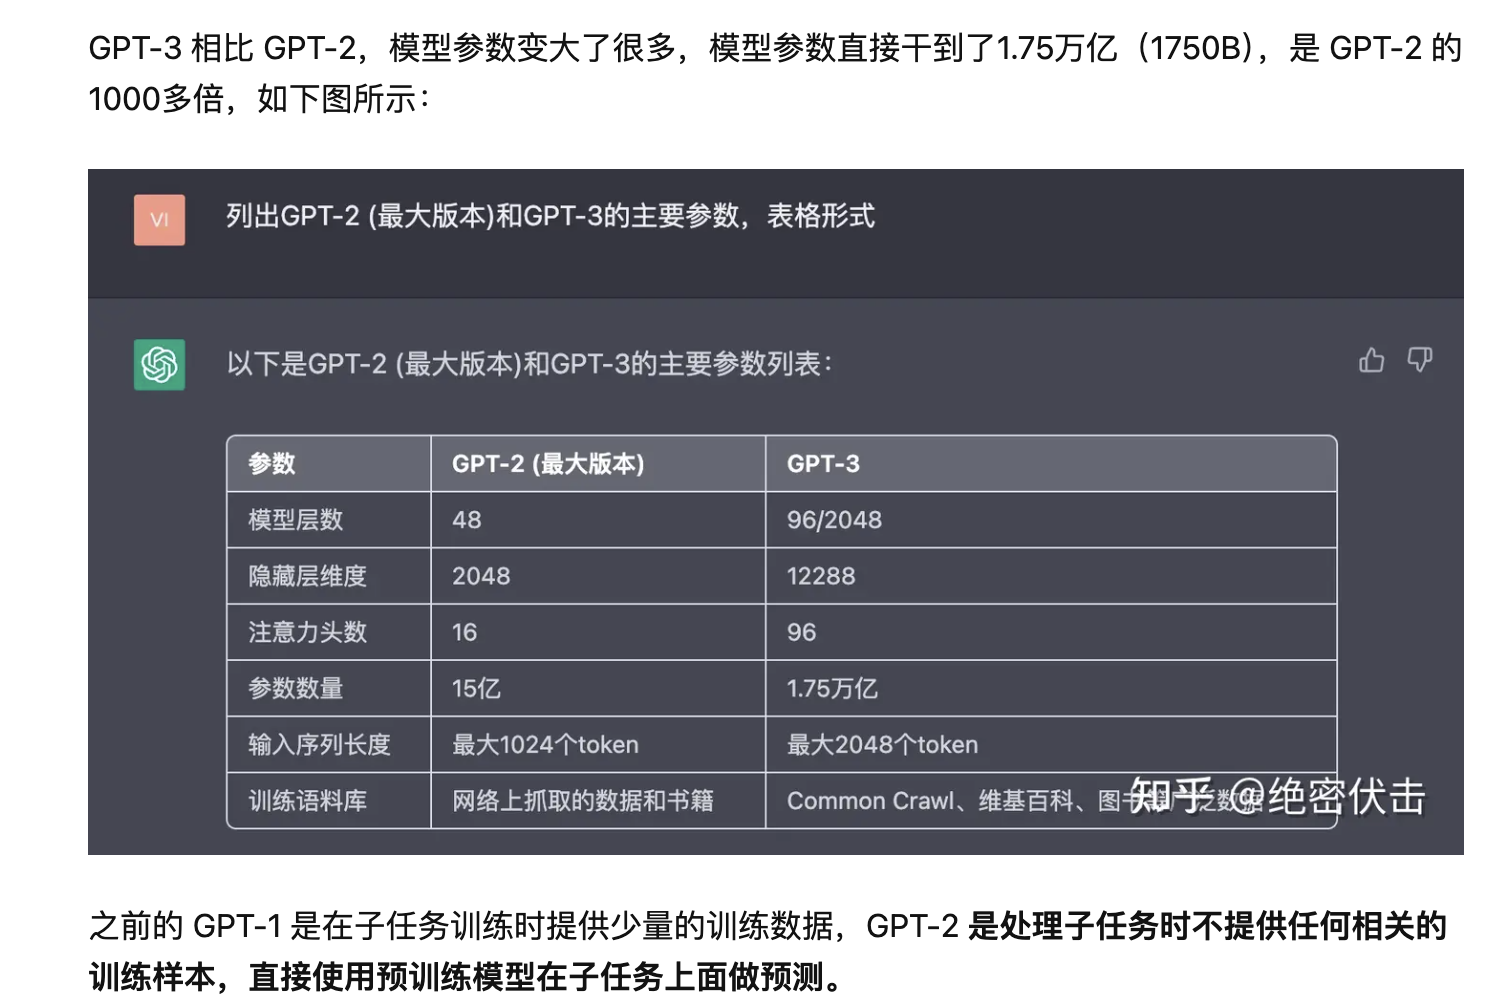 GPT-3 相比 GPT-2，模型参数变大了很多，模型参数直接干到了1.75万亿（1750B），是 GPT-2 的
1000多倍，如下图所示：
VI
列出GPT-2 (最大版本)和GPT-3的主要参数，表格形式
以下是GPT-2 (最大版本)和GPT-3的主要参数列表：
参数 GPT-2 (最大版本) GPT-3
模型层数 48 96/2048
隐藏层维度 2048 12288
注意力头数 16 96
参数数量 15亿 1.75万亿
输入序列长度 最大1024个token 最大2048个token
训练语料库 网络上抓取的数据和书籍 Common Crawl、维基百科、图
知乎 @绝密伏击
之前的 GPT-1 是在子任务训练时提供少量的训练数据，GPT-2 是处理子任务时不提供任何相关的
训练样本，直接使用预训练模型在子任务上面做预测。